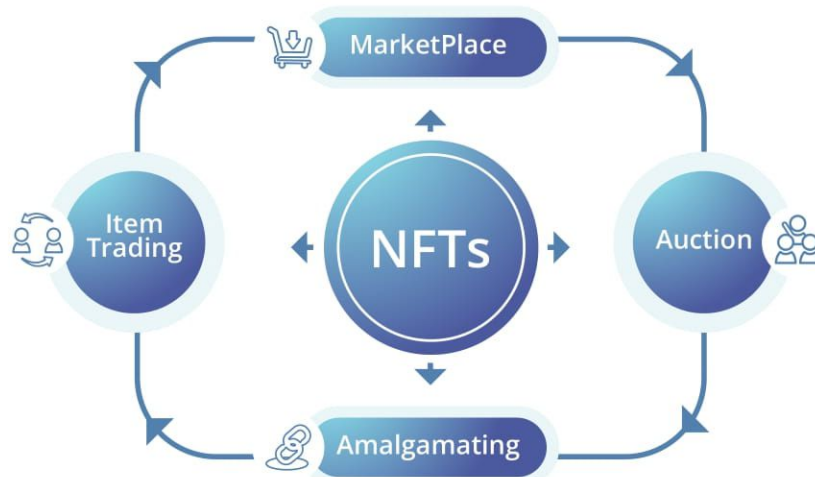 MarketPlace
Item
Trading
NFTs
Auction
Amalgamating